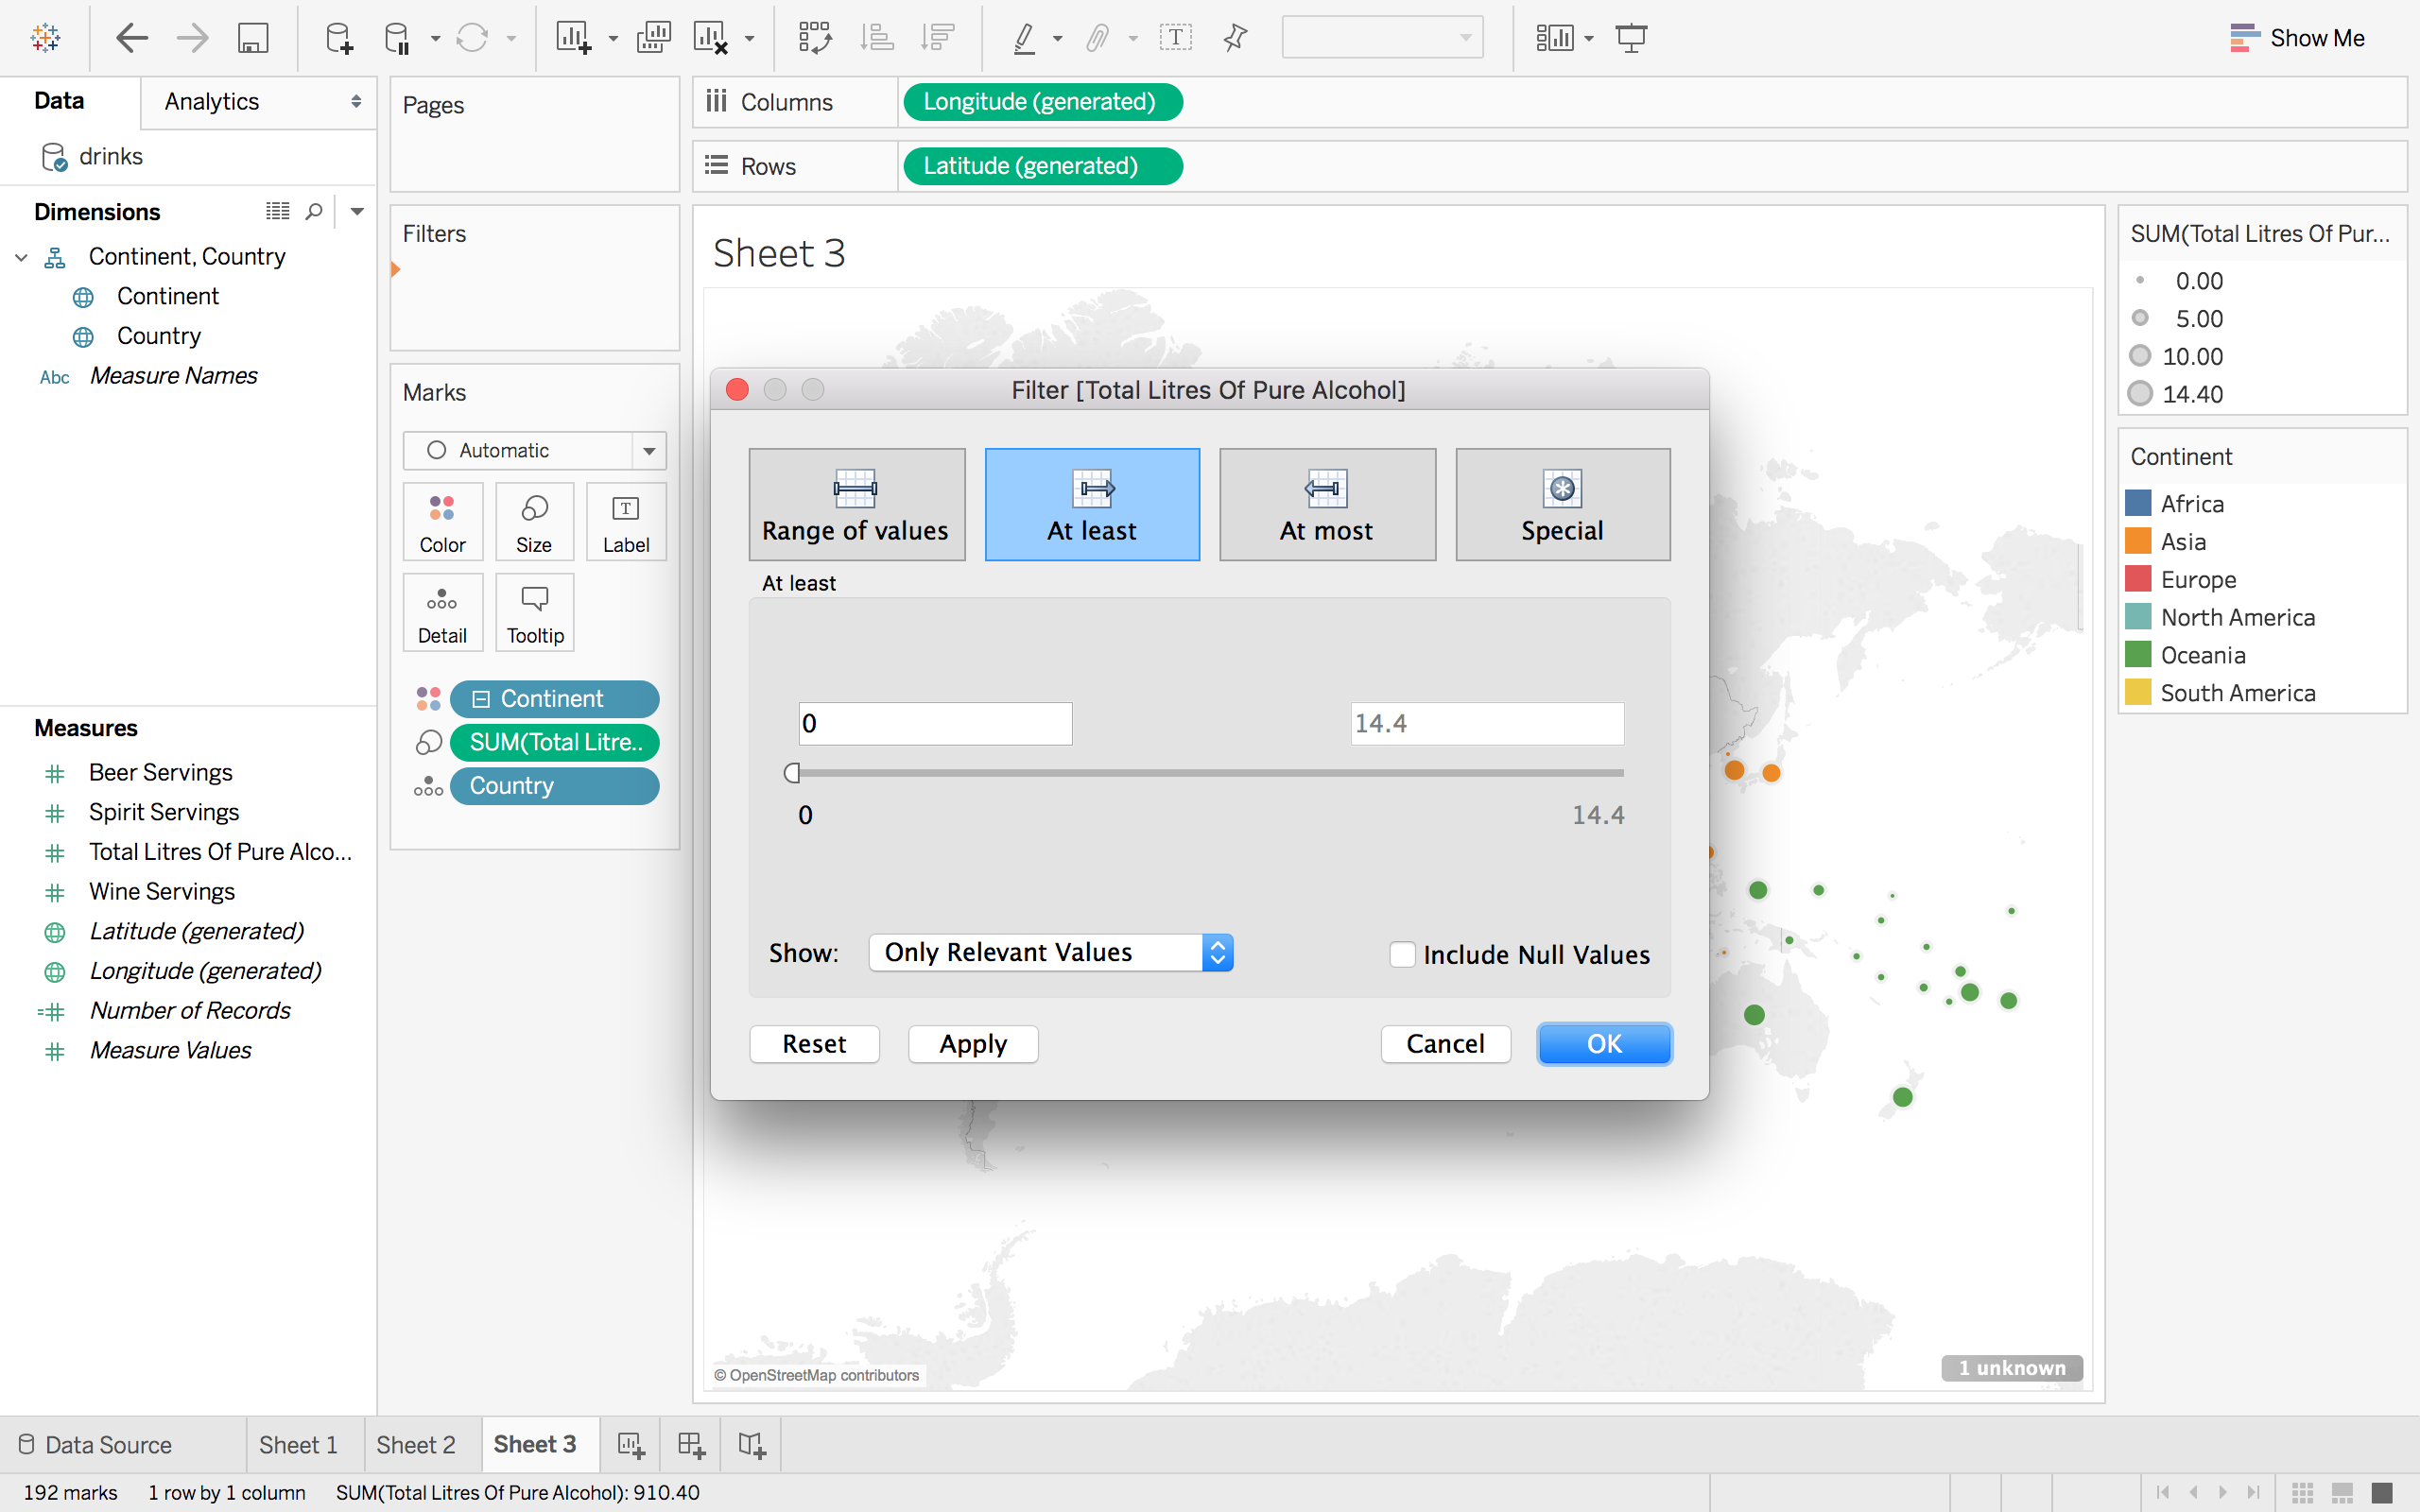 Show Me
Data
Analytics
drinks
Dimensions
Continent, Country
Continent
Country
Abc Measure Names
Measures
Beer Servings
Spirit Servings
Total Litres Of Pure Alco...
Wine Servings
Latitude (generated)
Longitude (generated)
Number of Records
Measure Values
Pages
Filters
Marks
Automatic
Color
Size
Label
Detail
Tooltip
Continent
SUM(Total Litre..
Country
Columns
Longitude (generated)
Rows
Latitude (generated)
Sheet 3
Filter [Total Litres Of Pure Alcohol]
Range of values
At least
At most
Special
At least
0
14.4
0
14.4
Show:
Only Relevant Values
Include Null Values
Reset
Apply
Cancel
OK
© OpenStreetMap contributors
1 unknown
SUM(Total Litres Of Pur...
0.00
5.00
10.00
14.40
Continent
Africa
Asia
Europe
North America
Oceania
South America
Data Source
Sheet 1
Sheet 2
Sheet 3
192 marks
1 row by 1 column
SUM(Total Litres Of Pure Alcohol): 910.40